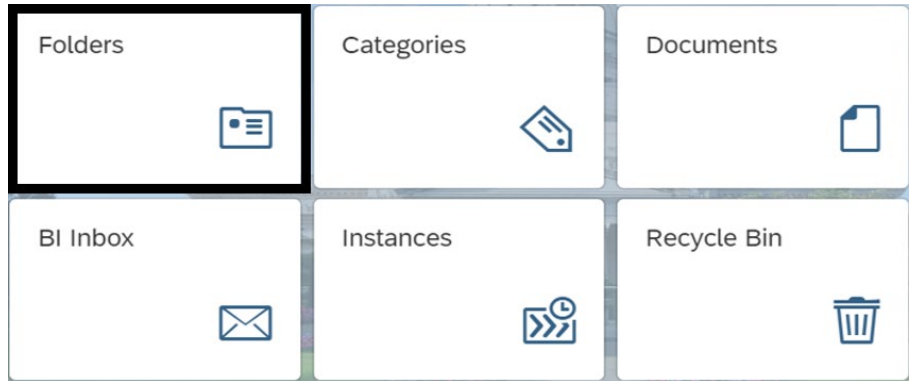 Folders
Categories
Documents
BI Inbox
Instances
Recycle Bin